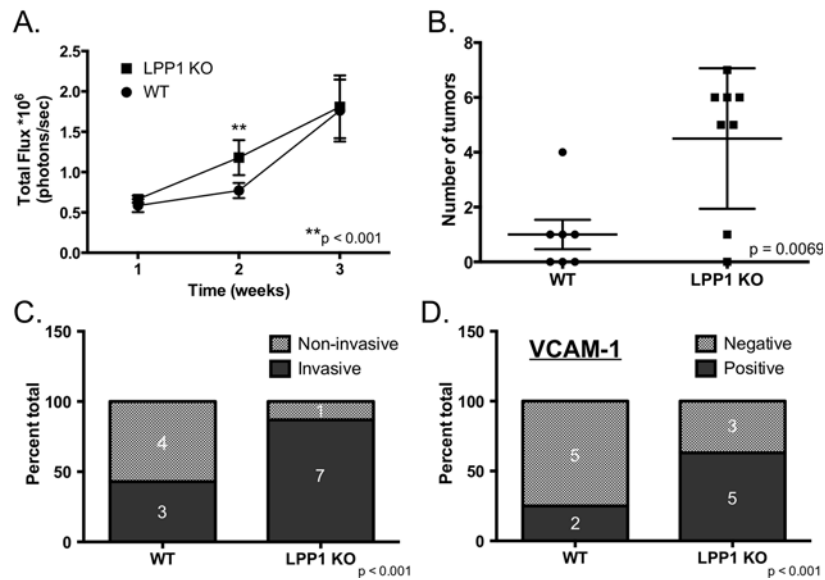 A.
Total Flux *10^6
(photons/sec)
2.5
2.0
1.5
1.0
0.5
0.0
LPP1 KO
WT
**
**p < 0.001
1 2 3
Time (weeks)
B.
Number of tumors
8
6
4
2
0
p = 0.0069
WT LPP1 KO
C.
Percent total
150
100
50
0
Non-invasive
Invasive
4
3
1
7
WT LPP1 KO
p < 0.001
D.
VCAM-1
Percent total
150
100
50
0
Negative
Positive
5
2
3
5
WT LPP1 KO
p < 0.001